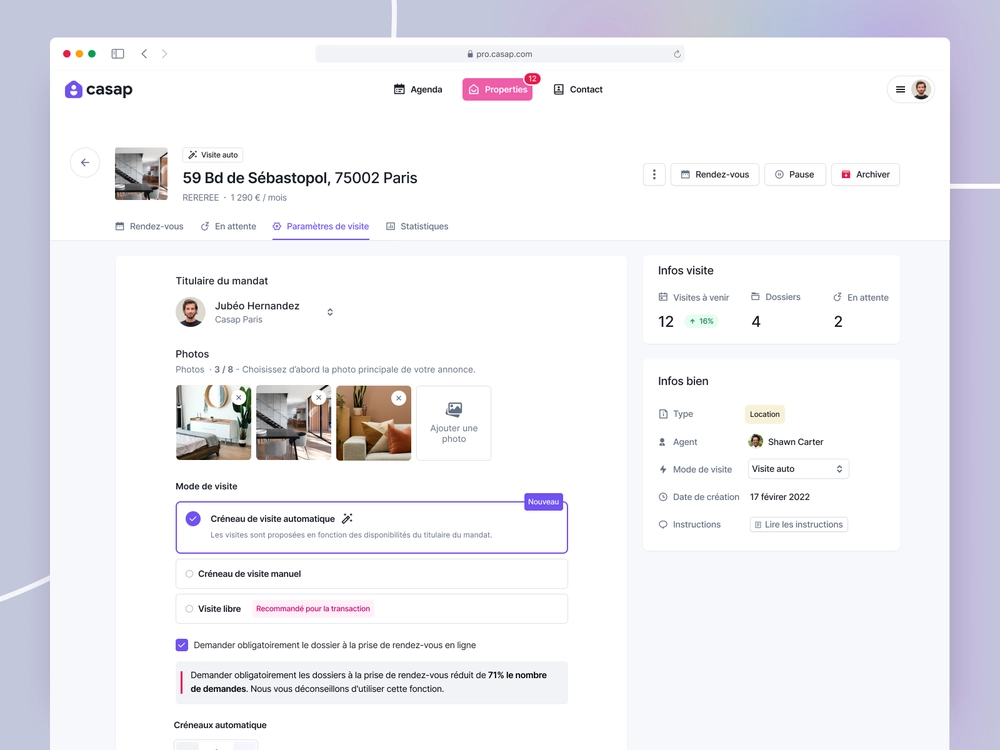 pro.casap.com
casap
Agenda
Properties
12
Contact
Visite auto
59 Bd de Sébastopol, 75002 Paris
REREREE · 1 290 € / mois
Rendez-vous
Pause
Archiver
Rendez-vous
En attente
Paramètres de visite
Statistiques
Titulaire du mandat
Jubéo Hernandez
Casap Paris
Photos
Photos · 3 / 8 - Choisissez d'abord la photo principale de votre annonce.
Ajouter une
photo
Mode de visite
Nouveau
Créneau de visite automatique
Les visites sont proposées en fonction des disponibilités du titulaire du mandat.
Créneau de visite manuel
Visite libre
Recommandé pour la transaction
Demander obligatoirement le dossier à la prise de rendez-vous en ligne
Demander obligatoirement les dossiers à la prise de rendez-vous réduit de 71% le nombre
de demandes. Nous vous déconseillons d'utiliser cette fonction.
Créneaux automatique
Infos visite
Visites à venir
Dossiers
En attente
12
16%
4
2
Infos bien
Type
Location
Agent
Shawn Carter
Mode de visite
Visite auto
Date de création
17 févirer 2022
Instructions
Lire les instructions